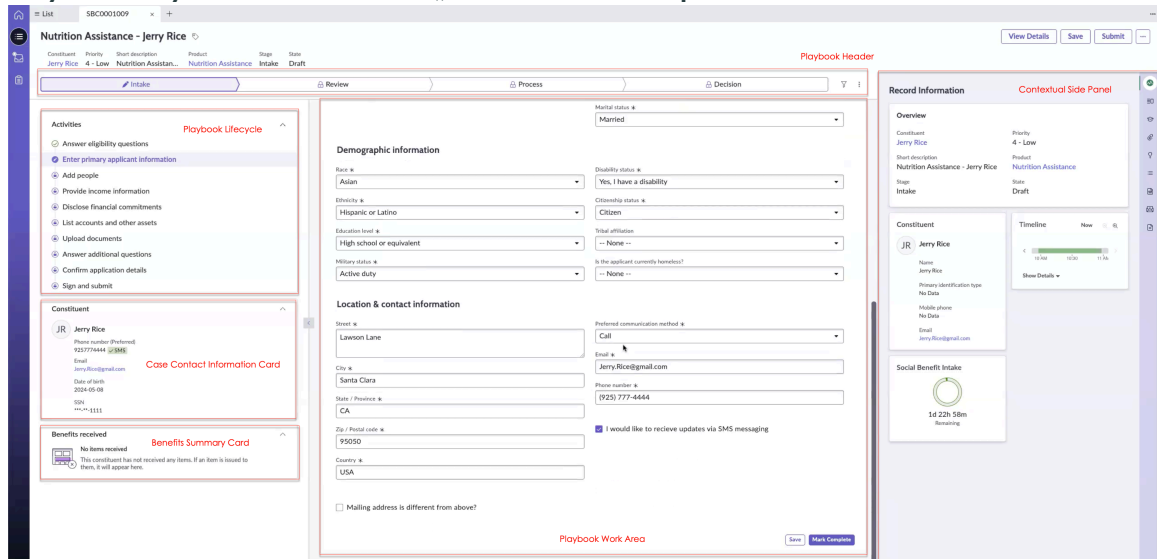 List
SBC0001009
Nutrition Assistance - Jerry Rice
View Details
Save
Submit
Constituent
Priority
Short description
Product
Stage
State
Jerry Rice
4 - Low
Nutrition Assistan...
Nutrition Assistance
Intake
Draft
Playbook Header
Intake
Review
Process
Decision
Activities
Playbook Lifecycle
Answer eligibility questions
Enter primary applicant information
Add people
Provide income information
Disclose financial commitments
List accounts and other assets
Upload documents
Answer additional questions
Confirm application details
Sign and submit
Constituent
JR
Jerry Rice
Phone number (Preferred)
9257774444
SMS
Email
Jerry.Rice@gmail.com
Case Contact Information Card
Date of birth
2024-05-08
SSN
***-**-1111
Benefits received
Benefits Summary Card
No items received
This constituent has not received any items. If an item is issued to
them, it will appear here.
Marital status *
Married
Demographic information
Race *
Asian
Disability status *
Yes, I have a disability
Ethnicity *
Hispanic or Latino
Citizenship status *
Citizen
Education level *
High school or equivalent
Tribal affiliation
-- None --
Military status *
Active duty
Is the applicant currently homeless?
-- None --
Location & contact information
Street *
Lawson Lane
Preferred communication method *
Call
Email *
Jerry.Rice@gmail.com
City *
Santa Clara
Phone number *
(925) 777-4444
State / Province *
CA
Zip / Postal code *
95050
I would like to recieve updates via SMS messaging
Country *
USA
Mailing address is different from above?
Playbook Work Area
Save
Mark Complete
Record Information
Contextual Side Panel
Overview
Constituent
Jerry Rice
Priority
4 - Low
Short description
Nutrition Assistance - Jerry Rice
Product
Nutrition Assistance
Stage
Intake
State
Draft
Constituent
JR
Jerry Rice
Name
Jerry Rice
Primary identification type
No Data
Mobile phone
No Data
Email
Jerry.Rice@gmail.com
Timeline
Now
Show Details
Social Benefit Intake
1d 22h 58m
Remaining